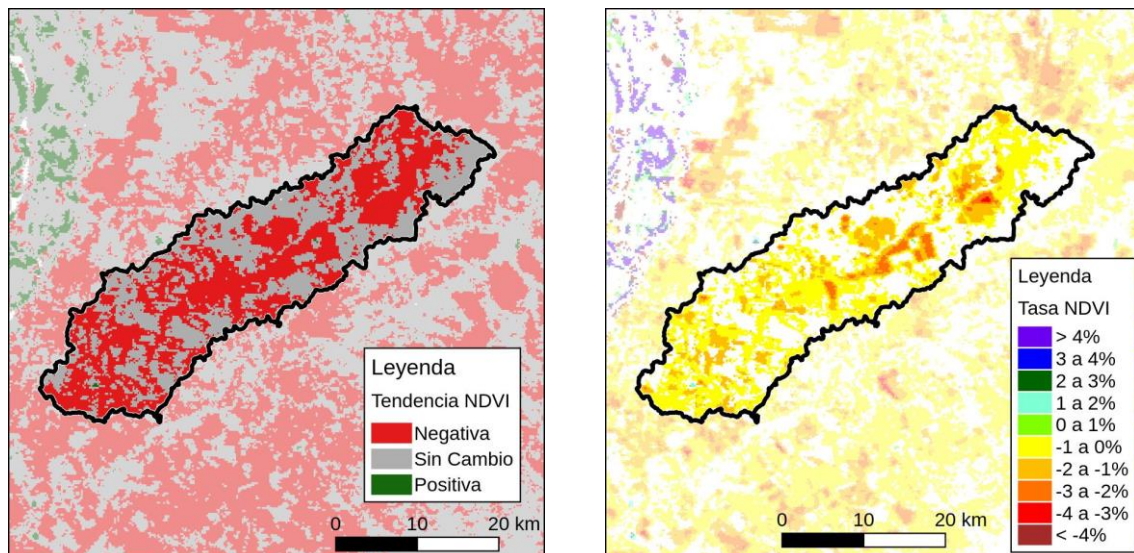 Leyenda
Tendencia NDVI
Negativa
Sin Cambio
Positiva
0 10 20 km
Leyenda
Tasa NDVI
> 4%
3 a 4%
2 a 3%
1 a 2%
0 a 1%
-1 a 0%
-2 a -1%
-3 a -2%
-4 a -3%
< -4%
0 10 20 km